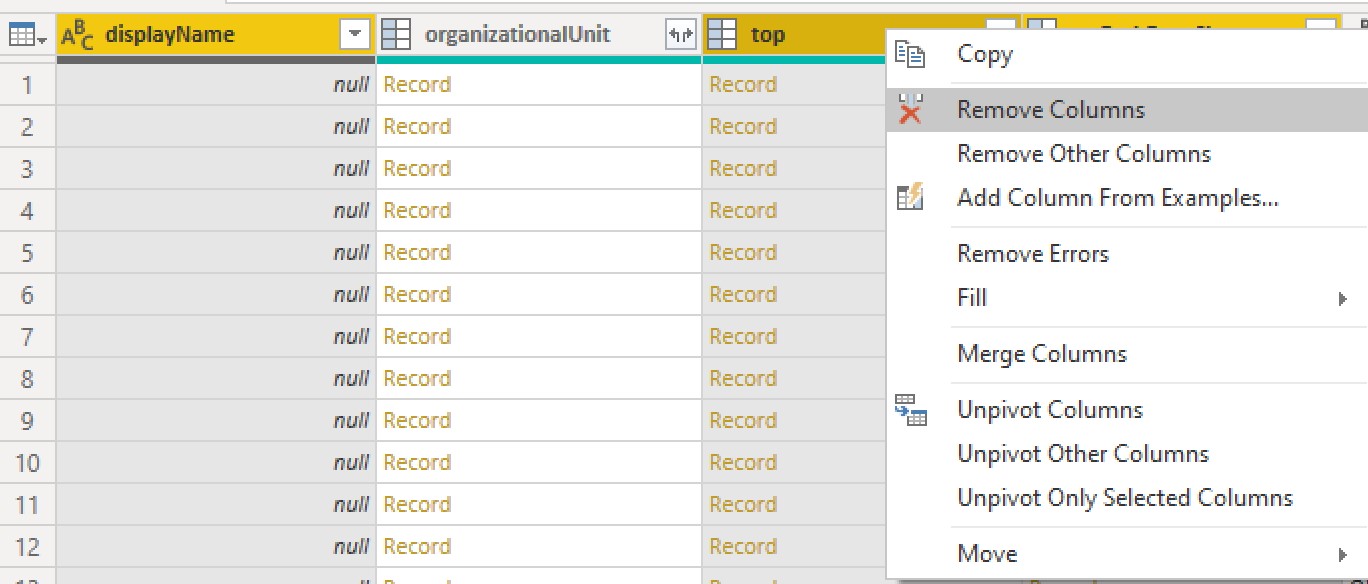 displayName organizationalUnit top
1 null Record Record
2 null Record Record
3 null Record Record
4 null Record Record
5 null Record Record
6 null Record Record
7 null Record Record
8 null Record Record
9 null Record Record
10 null Record Record
11 null Record Record
12 null Record Record
Copy
Remove Columns
Remove Other Columns
Add Column From Examples...
Remove Errors
Fill
Merge Columns
Unpivot Columns
Unpivot Other Columns
Unpivot Only Selected Columns
Move